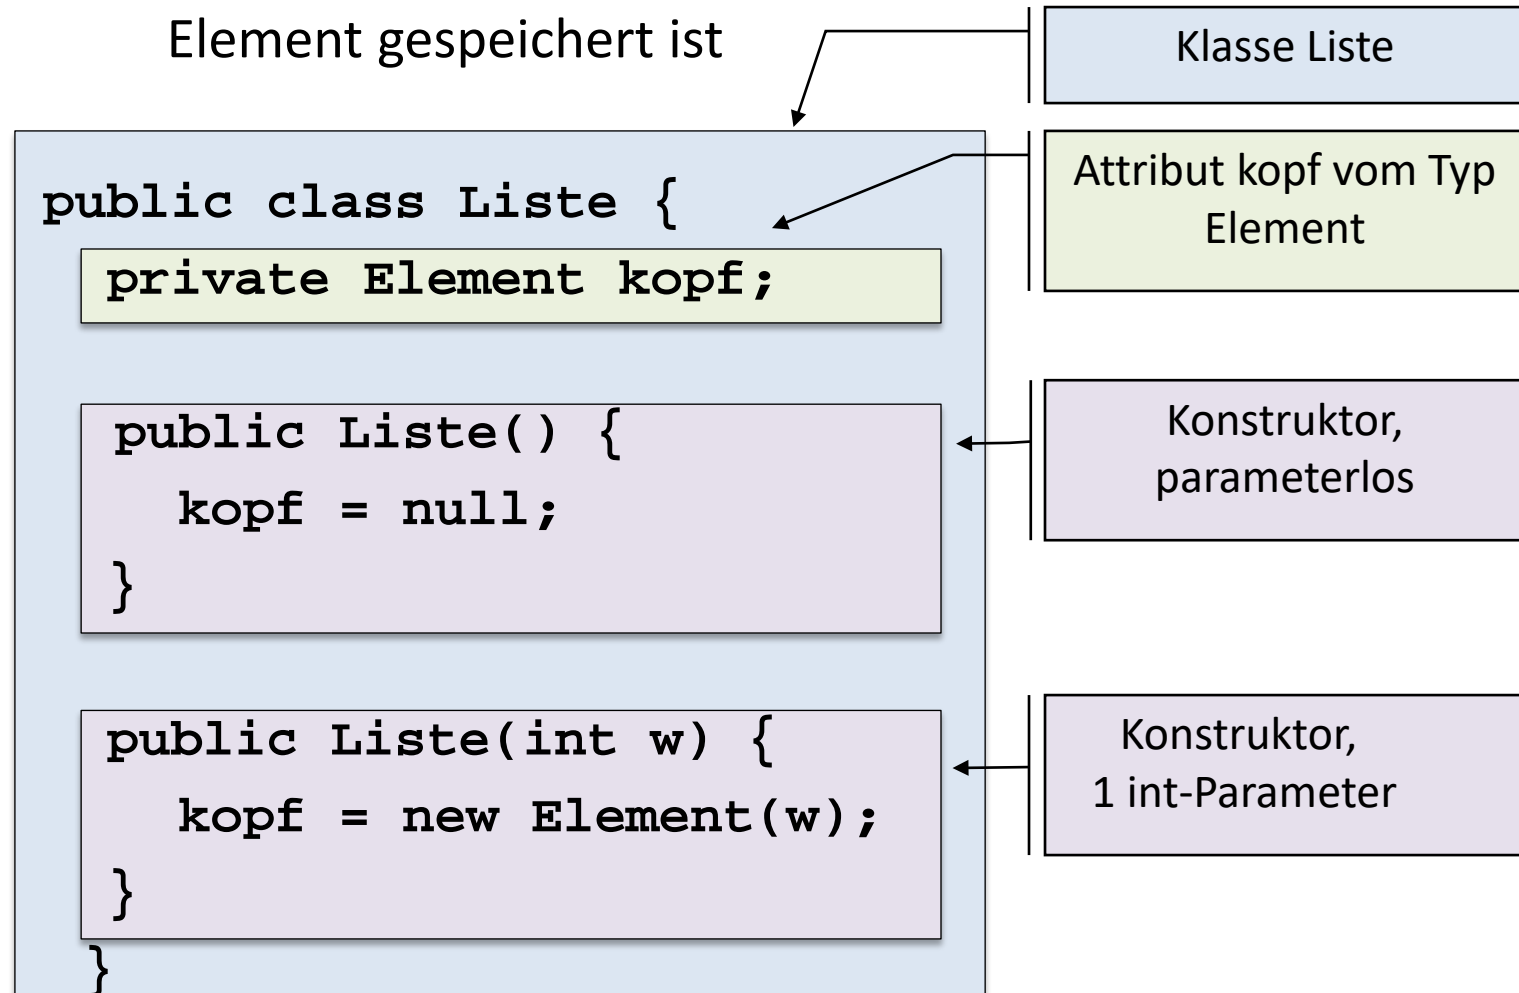 Element gespeichert ist
Klasse Liste
Attribut kopf vom Typ
Element
public class Liste {
private Element kopf;
public Liste() {
kopf = null;
}
Konstruktor,
parameterlos
public Liste(int w) {
kopf = new Element(w);
}
}
Konstruktor,
1 int-Parameter